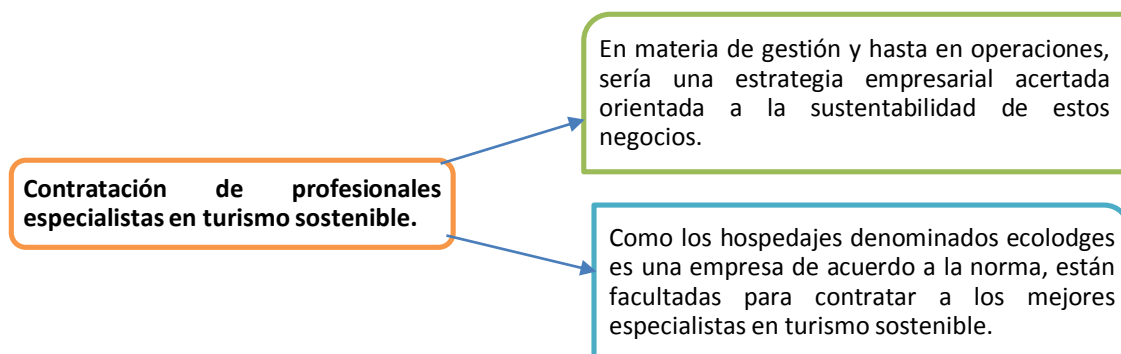 En materia de gestión y hasta en operaciones,
sería una estrategia empresarial acertada
orientada a la sustentabilidad de estos
negocios.
Contratación de profesionales
especialistas en turismo sostenible.
Como los hospedajes denominados ecolodges
es una empresa de acuerdo a la norma, están
facultadas para contratar a los mejores
especialistas en turismo sostenible.